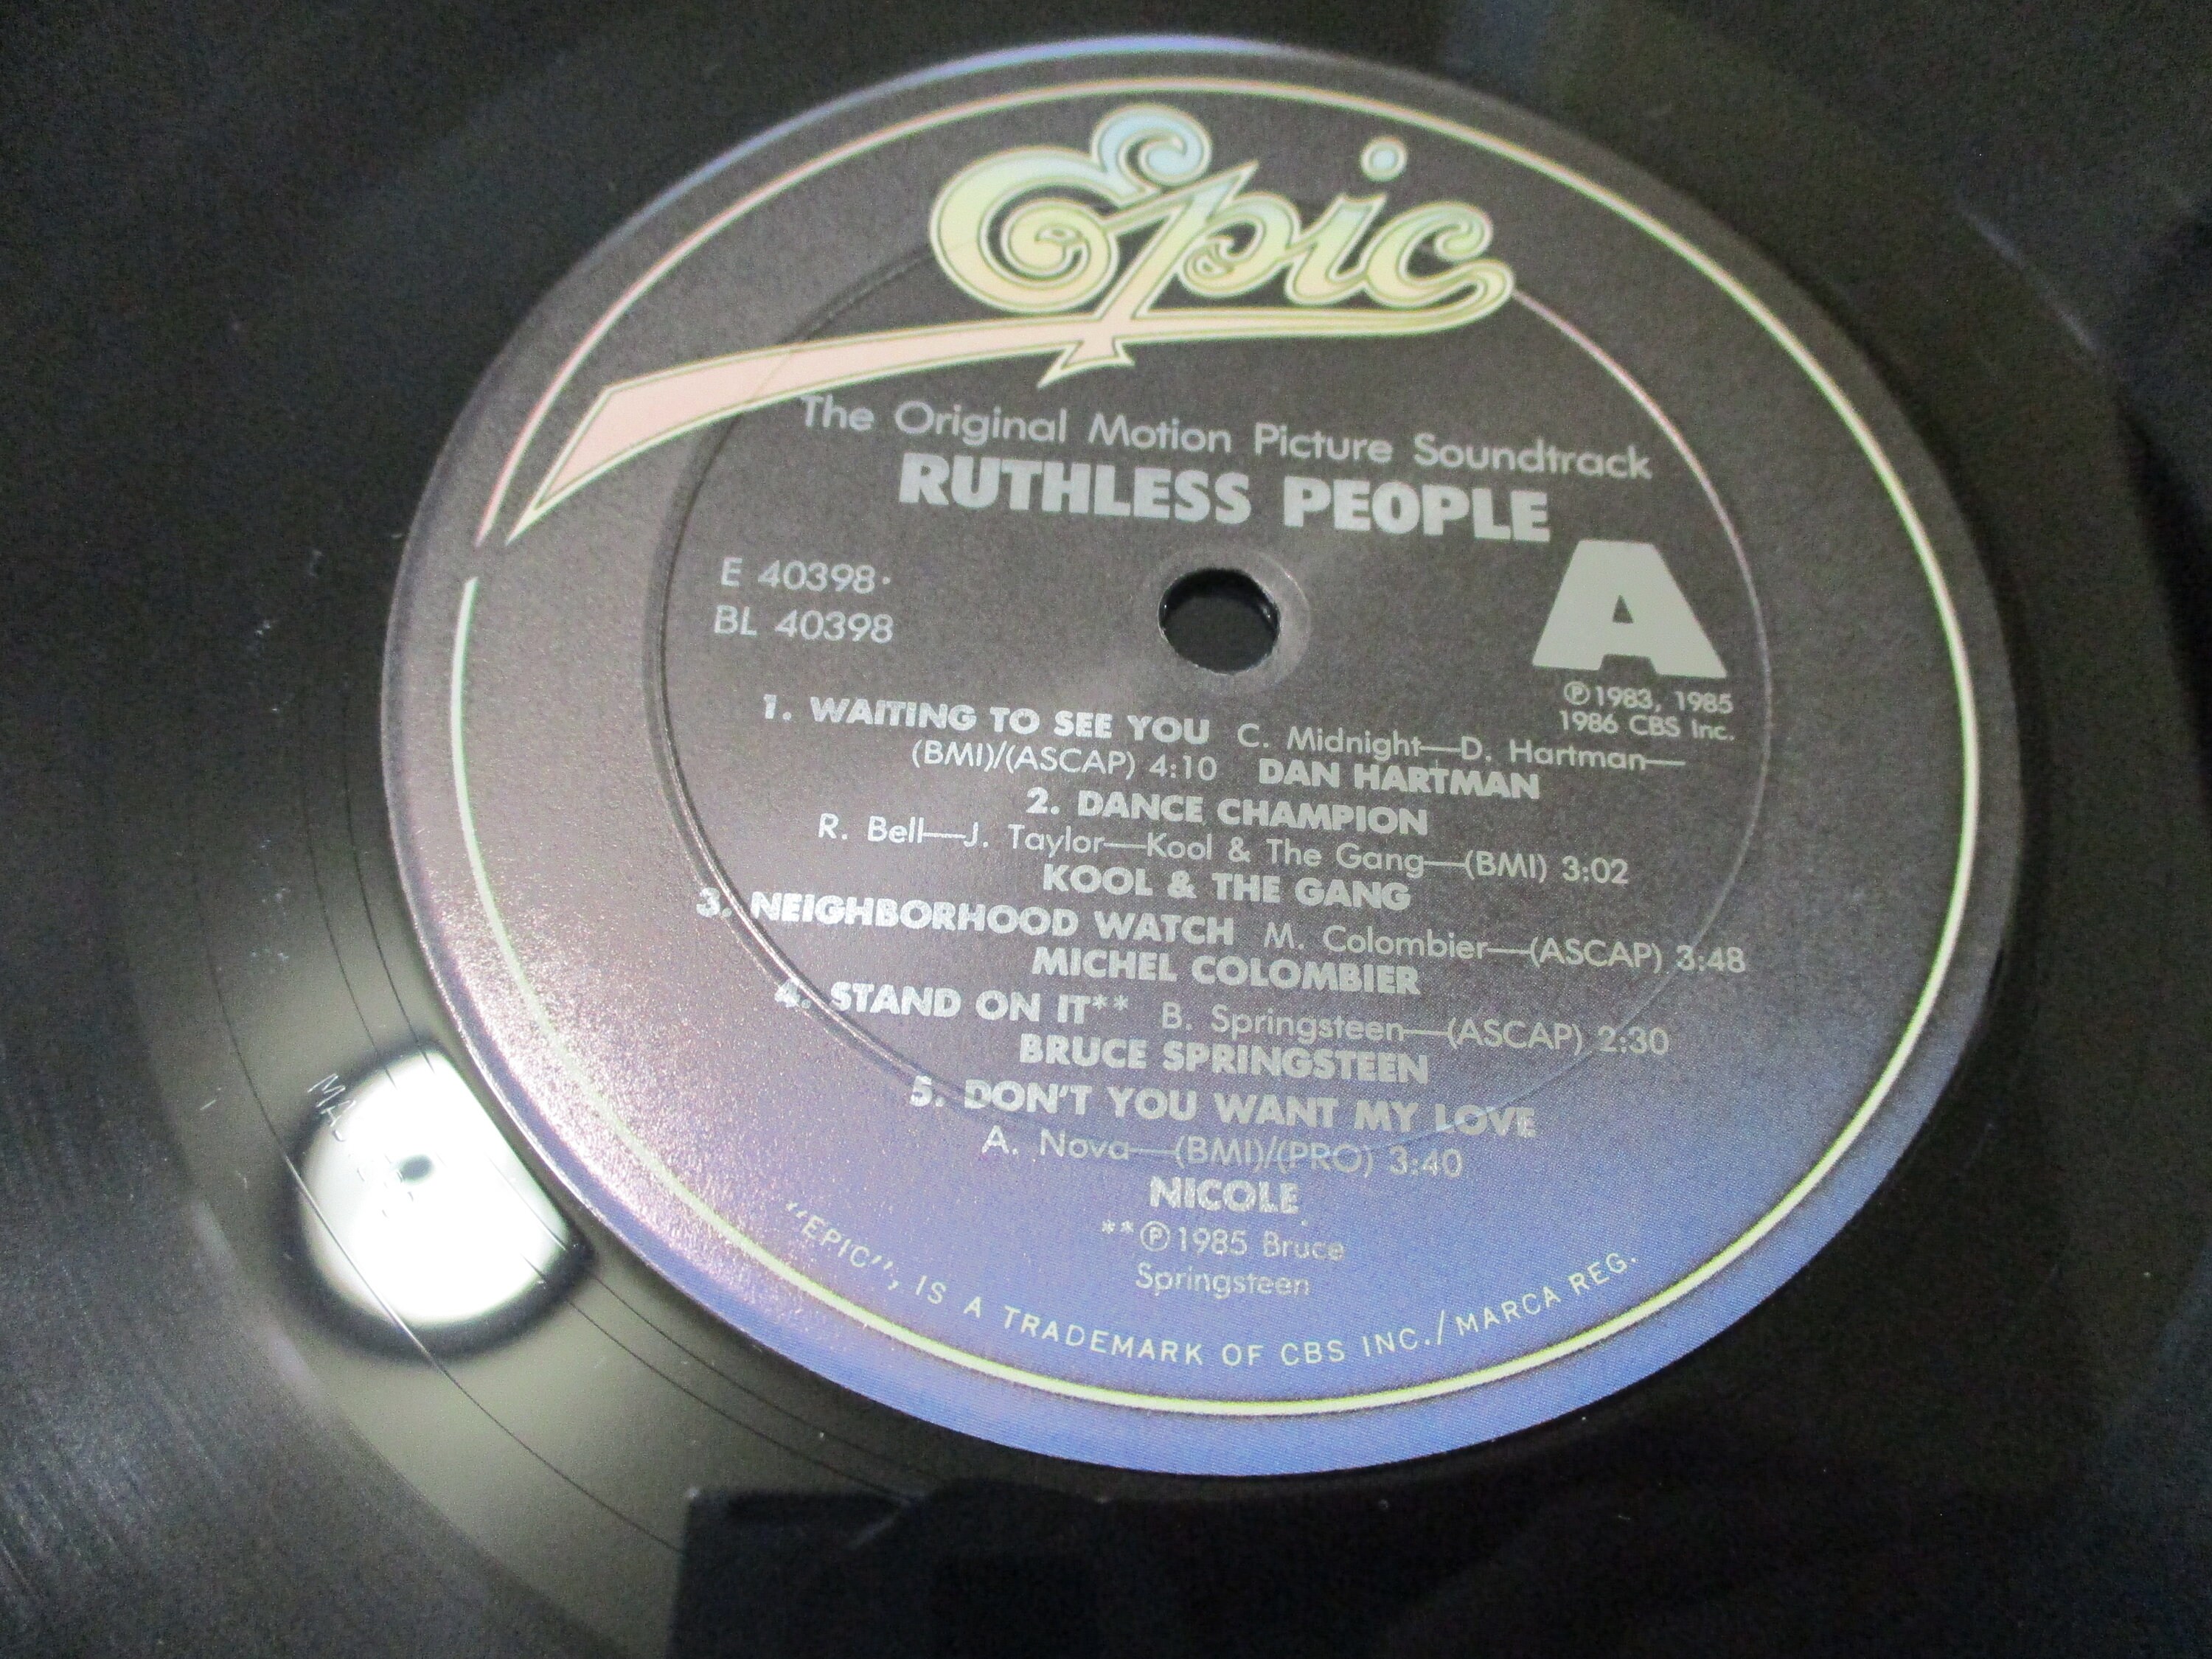 Epic
The Original Motion Picture Soundtrack
RUTHLESS PEOPLE
E 40398
BL 40398
A
℗1983, 1985
1986 CBS Inc.
1. WAITING TO SEE YOU C. Midnight—D. Hartman—
(BMI)/(ASCAP) 4:10 DAN HARTMAN
2. DANCE CHAMPION
R. Bell—J. Taylor—Kool & The Gang—(BMI) 3:02
KOOL & THE GANG
3. NEIGHBORHOOD WATCH M. Colombier—(ASCAP) 3:48
MICHEL COLOMBIER
4. STAND ON IT** B. Springsteen—(ASCAP) 2:30
BRUCE SPRINGSTEEN
5. DON'T YOU WANT MY LOVE
A. Nova—(BMI)/(PRO) 3:40
NICOLE
**℗1985 Bruce
Springsteen
"EPIC", IS A TRADEMARK OF CBS INC./MARCA REG.